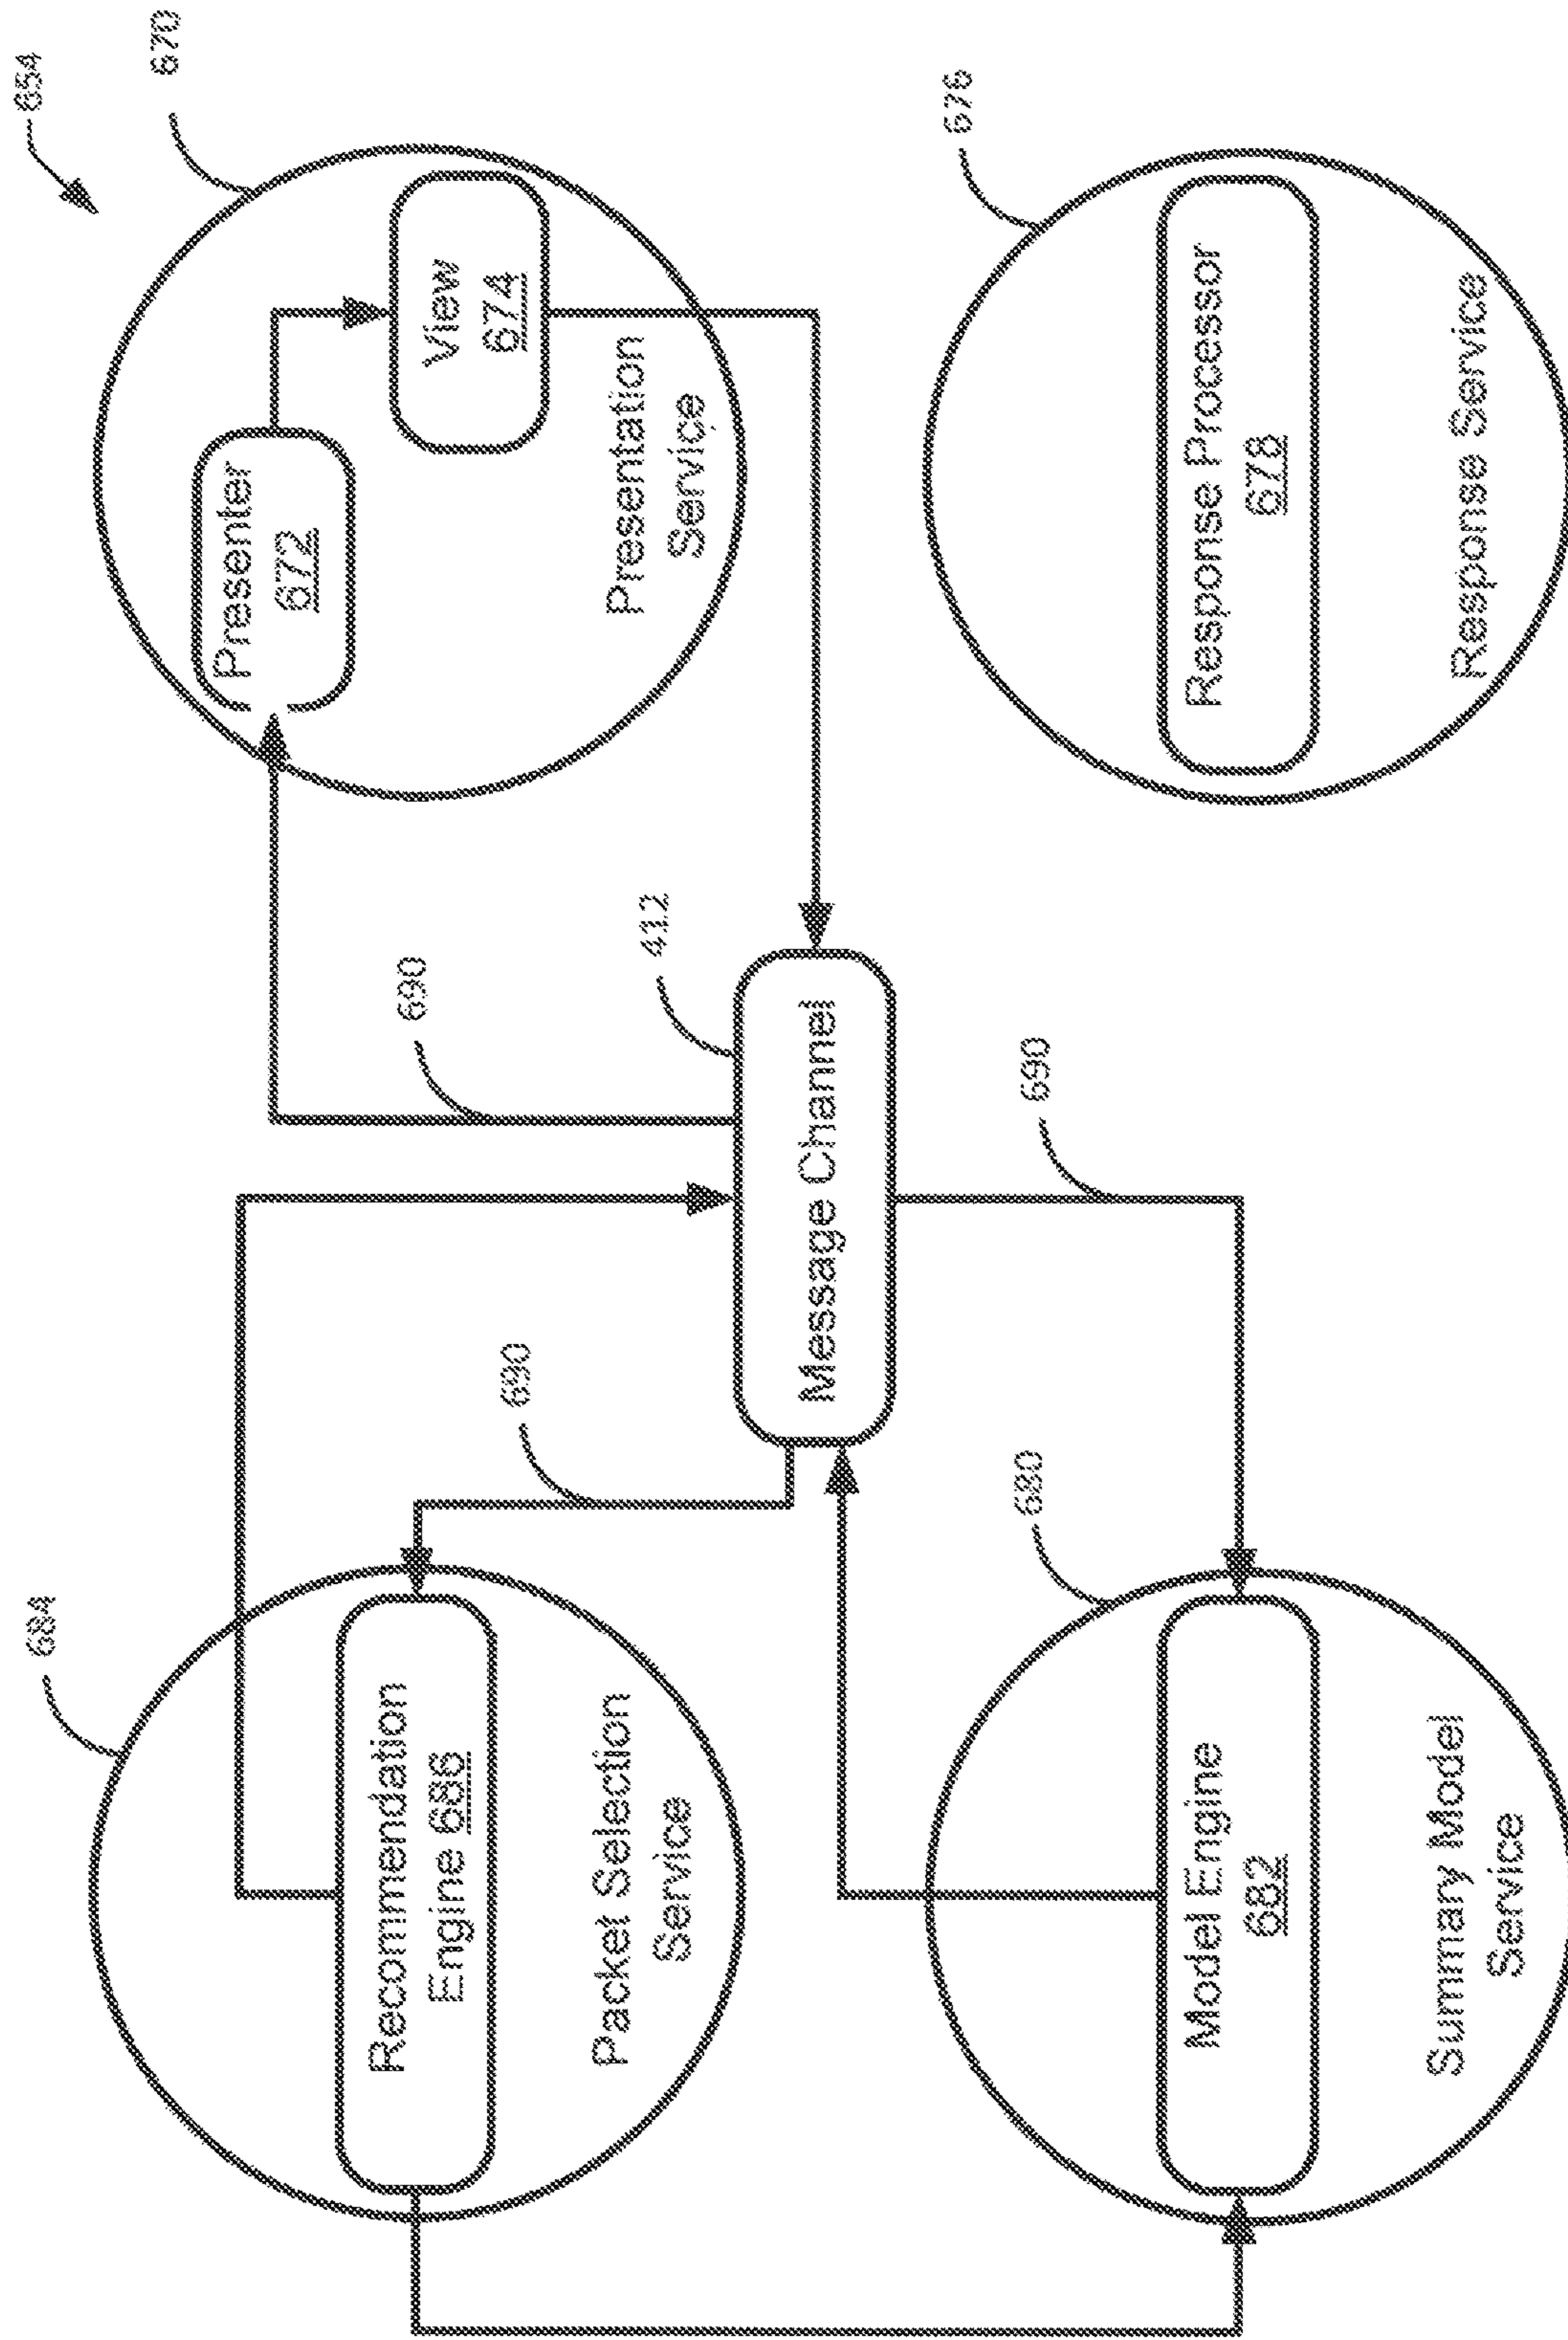 654
684
Recommendation
Engine 686
Packet Selection
Service
690
690
670
Presenter
672
View
674
Presentation
Service
412
Message Channel
680
Model Engine
682
Summary Model
Service
690
676
Response Processor
678
Response Service